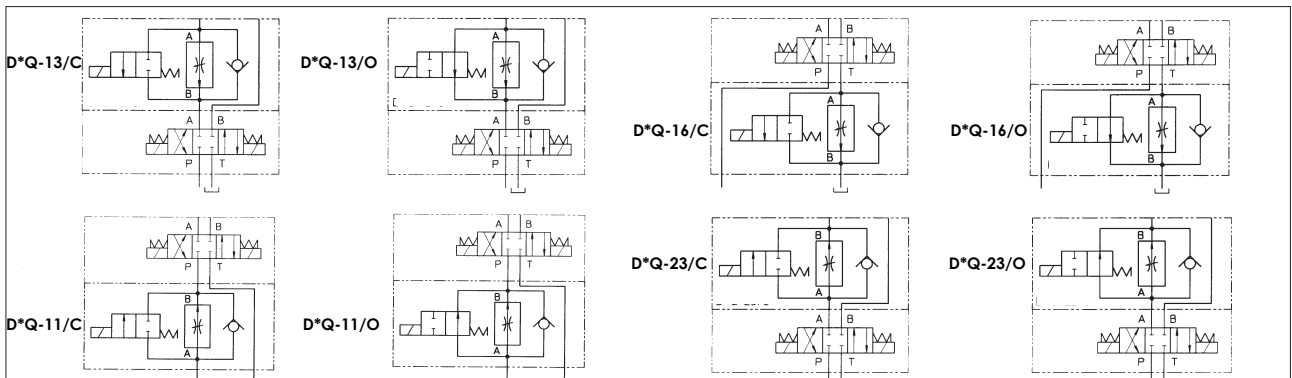 D*Q-13/C
A
B
A B
P T
D*Q-13/O
A
B
A B
P T
D*Q-16/C
A B
P T
A
B
D*Q-16/O
A B
P T
A
B
D*Q-11/C
A B
P T
B
A
D*Q-11/O
A B
P T
B
A
D*Q-23/C
B
A
A B
P T
D*Q-23/O
B
A
A B
P T